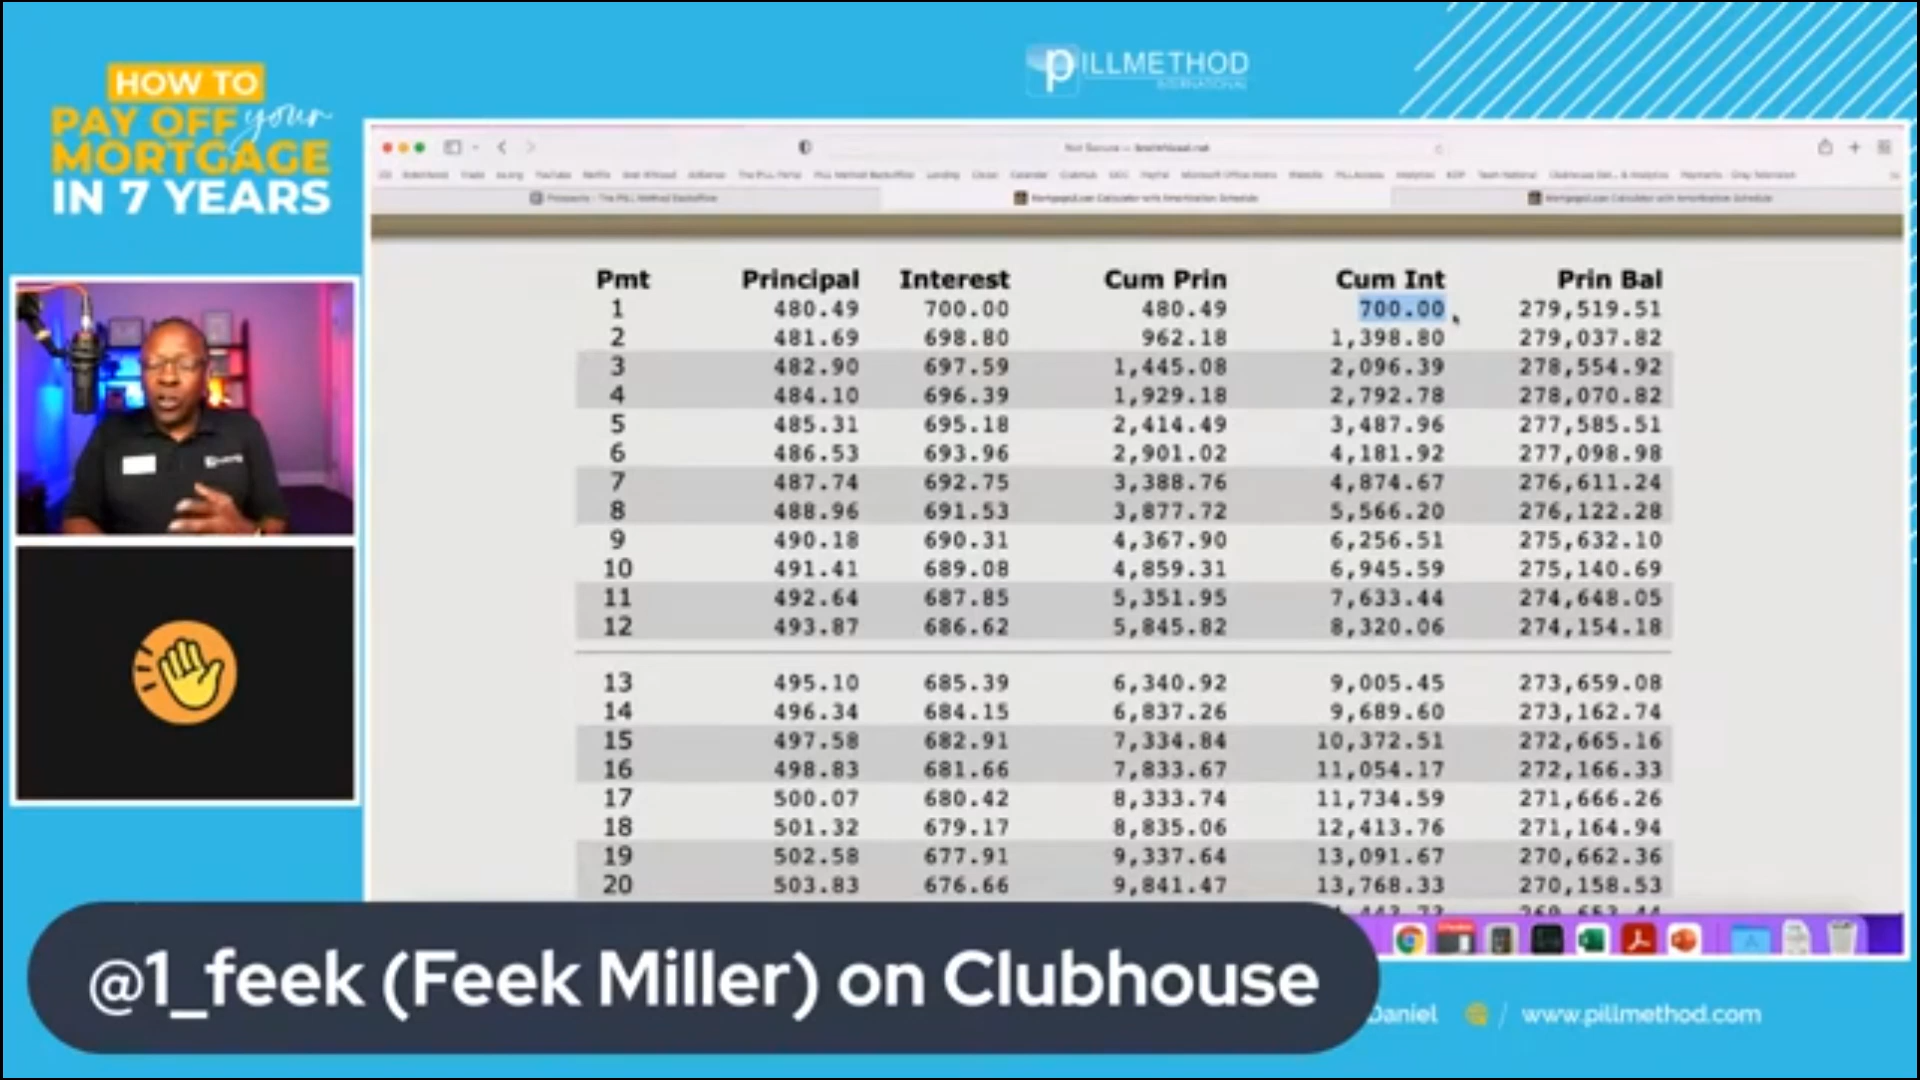 HOW TO
PAY OFF your
MORTGAGE
IN 7 YEARS
PILLMETHOD
INTERNATIONAL
Pmt Principal Interest Cum Prin Cum Int Prin Bal
1 480.49 700.00 480.49 700.00 279,519.51
2 481.69 698.80 962.18 1,398.80 279,037.82
3 482.90 697.59 1,445.08 2,096.39 278,554.92
4 484.10 696.39 1,929.18 2,792.78 278,070.82
5 485.31 695.18 2,414.49 3,487.96 277,585.51
6 486.53 693.96 2,901.02 4,181.92 277,098.98
7 487.74 692.75 3,388.76 4,874.67 276,611.24
8 488.96 691.53 3,877.72 5,566.20 276,122.28
9 490.18 690.31 4,367.90 6,256.51 275,632.10
10 491.41 689.08 4,859.31 6,945.59 275,140.69
11 492.64 687.85 5,351.95 7,633.44 274,648.05
12 493.87 686.62 5,845.82 8,320.06 274,154.18
13 495.10 685.39 6,340.92 9,005.45 273,659.08
14 496.34 684.15 6,837.26 9,689.60 273,162.74
15 497.58 682.91 7,334.84 10,372.51 272,665.16
16 498.83 681.66 7,833.67 11,054.17 272,166.33
17 500.07 680.42 8,333.74 11,734.59 271,666.26
18 501.32 679.17 8,835.06 12,413.76 271,164.94
19 502.58 677.91 9,337.64 13,091.67 270,662.36
20 503.83 676.66 9,841.47 13,768.33 270,158.53
@1_feek (Feek Miller) on Clubhouse
Daniel / www.pillmethod.com